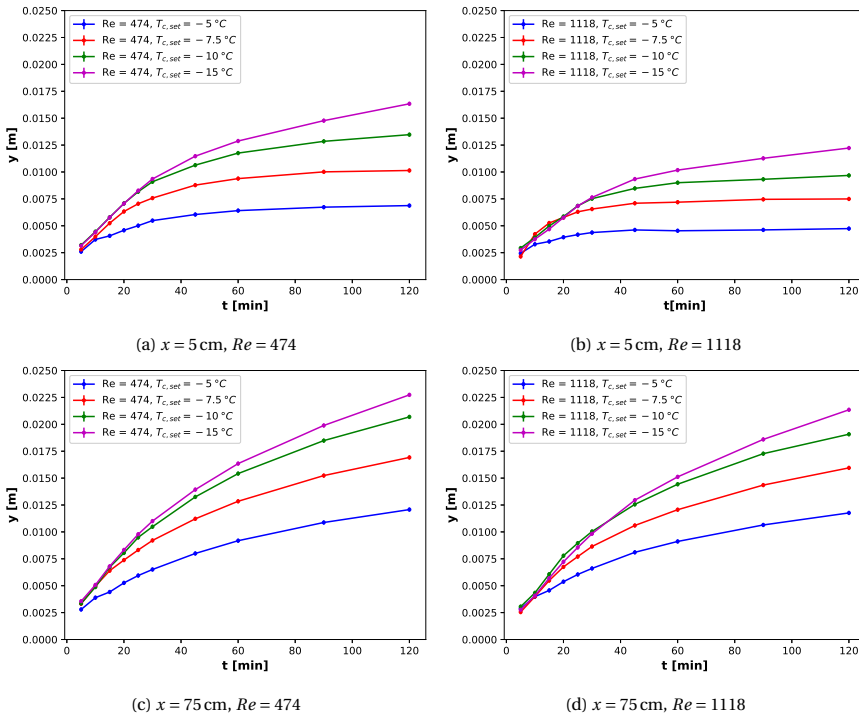 0.0250
0.0225
0.0200
0.0175
0.0150
0.0125
0.0100
0.0075
0.0050
0.0025
0.0000
y [m]
Re = 474, T_{c,set} = −5 °C
Re = 474, T_{c,set} = −7.5 °C
Re = 474, T_{c,set} = −10 °C
Re = 474, T_{c,set} = −15 °C
0 20 40 60 80 100 120
t [min]
(a) x = 5 cm, Re = 474
0.0250
0.0225
0.0200
0.0175
0.0150
0.0125
0.0100
0.0075
0.0050
0.0025
0.0000
y [m]
Re = 1118, T_{c,set} = −5 °C
Re = 1118, T_{c,set} = −7.5 °C
Re = 1118, T_{c,set} = −10 °C
Re = 1118, T_{c,set} = −15 °C
0 20 40 60 80 100 120
t[min]
(b) x = 5 cm, Re = 1118
0.0250
0.0225
0.0200
0.0175
0.0150
0.0125
0.0100
0.0075
0.0050
0.0025
0.0000
y [m]
Re = 474, T_{c,set} = −5 °C
Re = 474, T_{c,set} = −7.5 °C
Re = 474, T_{c,set} = −10 °C
Re = 474, T_{c,set} = −15 °C
0 20 40 60 80 100 120
t [min]
(c) x = 75 cm, Re = 474
0.0250
0.0225
0.0200
0.0175
0.0150
0.0125
0.0100
0.0075
0.0050
0.0025
0.0000
y [m]
Re = 1118, T_{c,set} = −5 °C
Re = 1118, T_{c,set} = −7.5 °C
Re = 1118, T_{c,set} = −10 °C
Re = 1118, T_{c,set} = −15 °C
0 20 40 60 80 100 120
t [min]
(d) x = 75 cm, Re = 1118